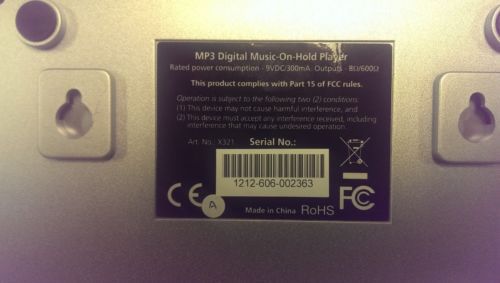 MP3 Digital Music-On-Hold Player
Rated power consumption - 9VDC/300mA Outputs - 8Ω/600Ω
This product complies with Part 15 of FCC rules.
Operation is subject to the following two (2) conditions:
(1) This device may not cause harmful interference, and
(2) This device must accept any interference received, including
interference that may cause undesired operation.
Art. No.: X321 Serial No.:
1212-606-002363
CE A FC
Made in China RoHS